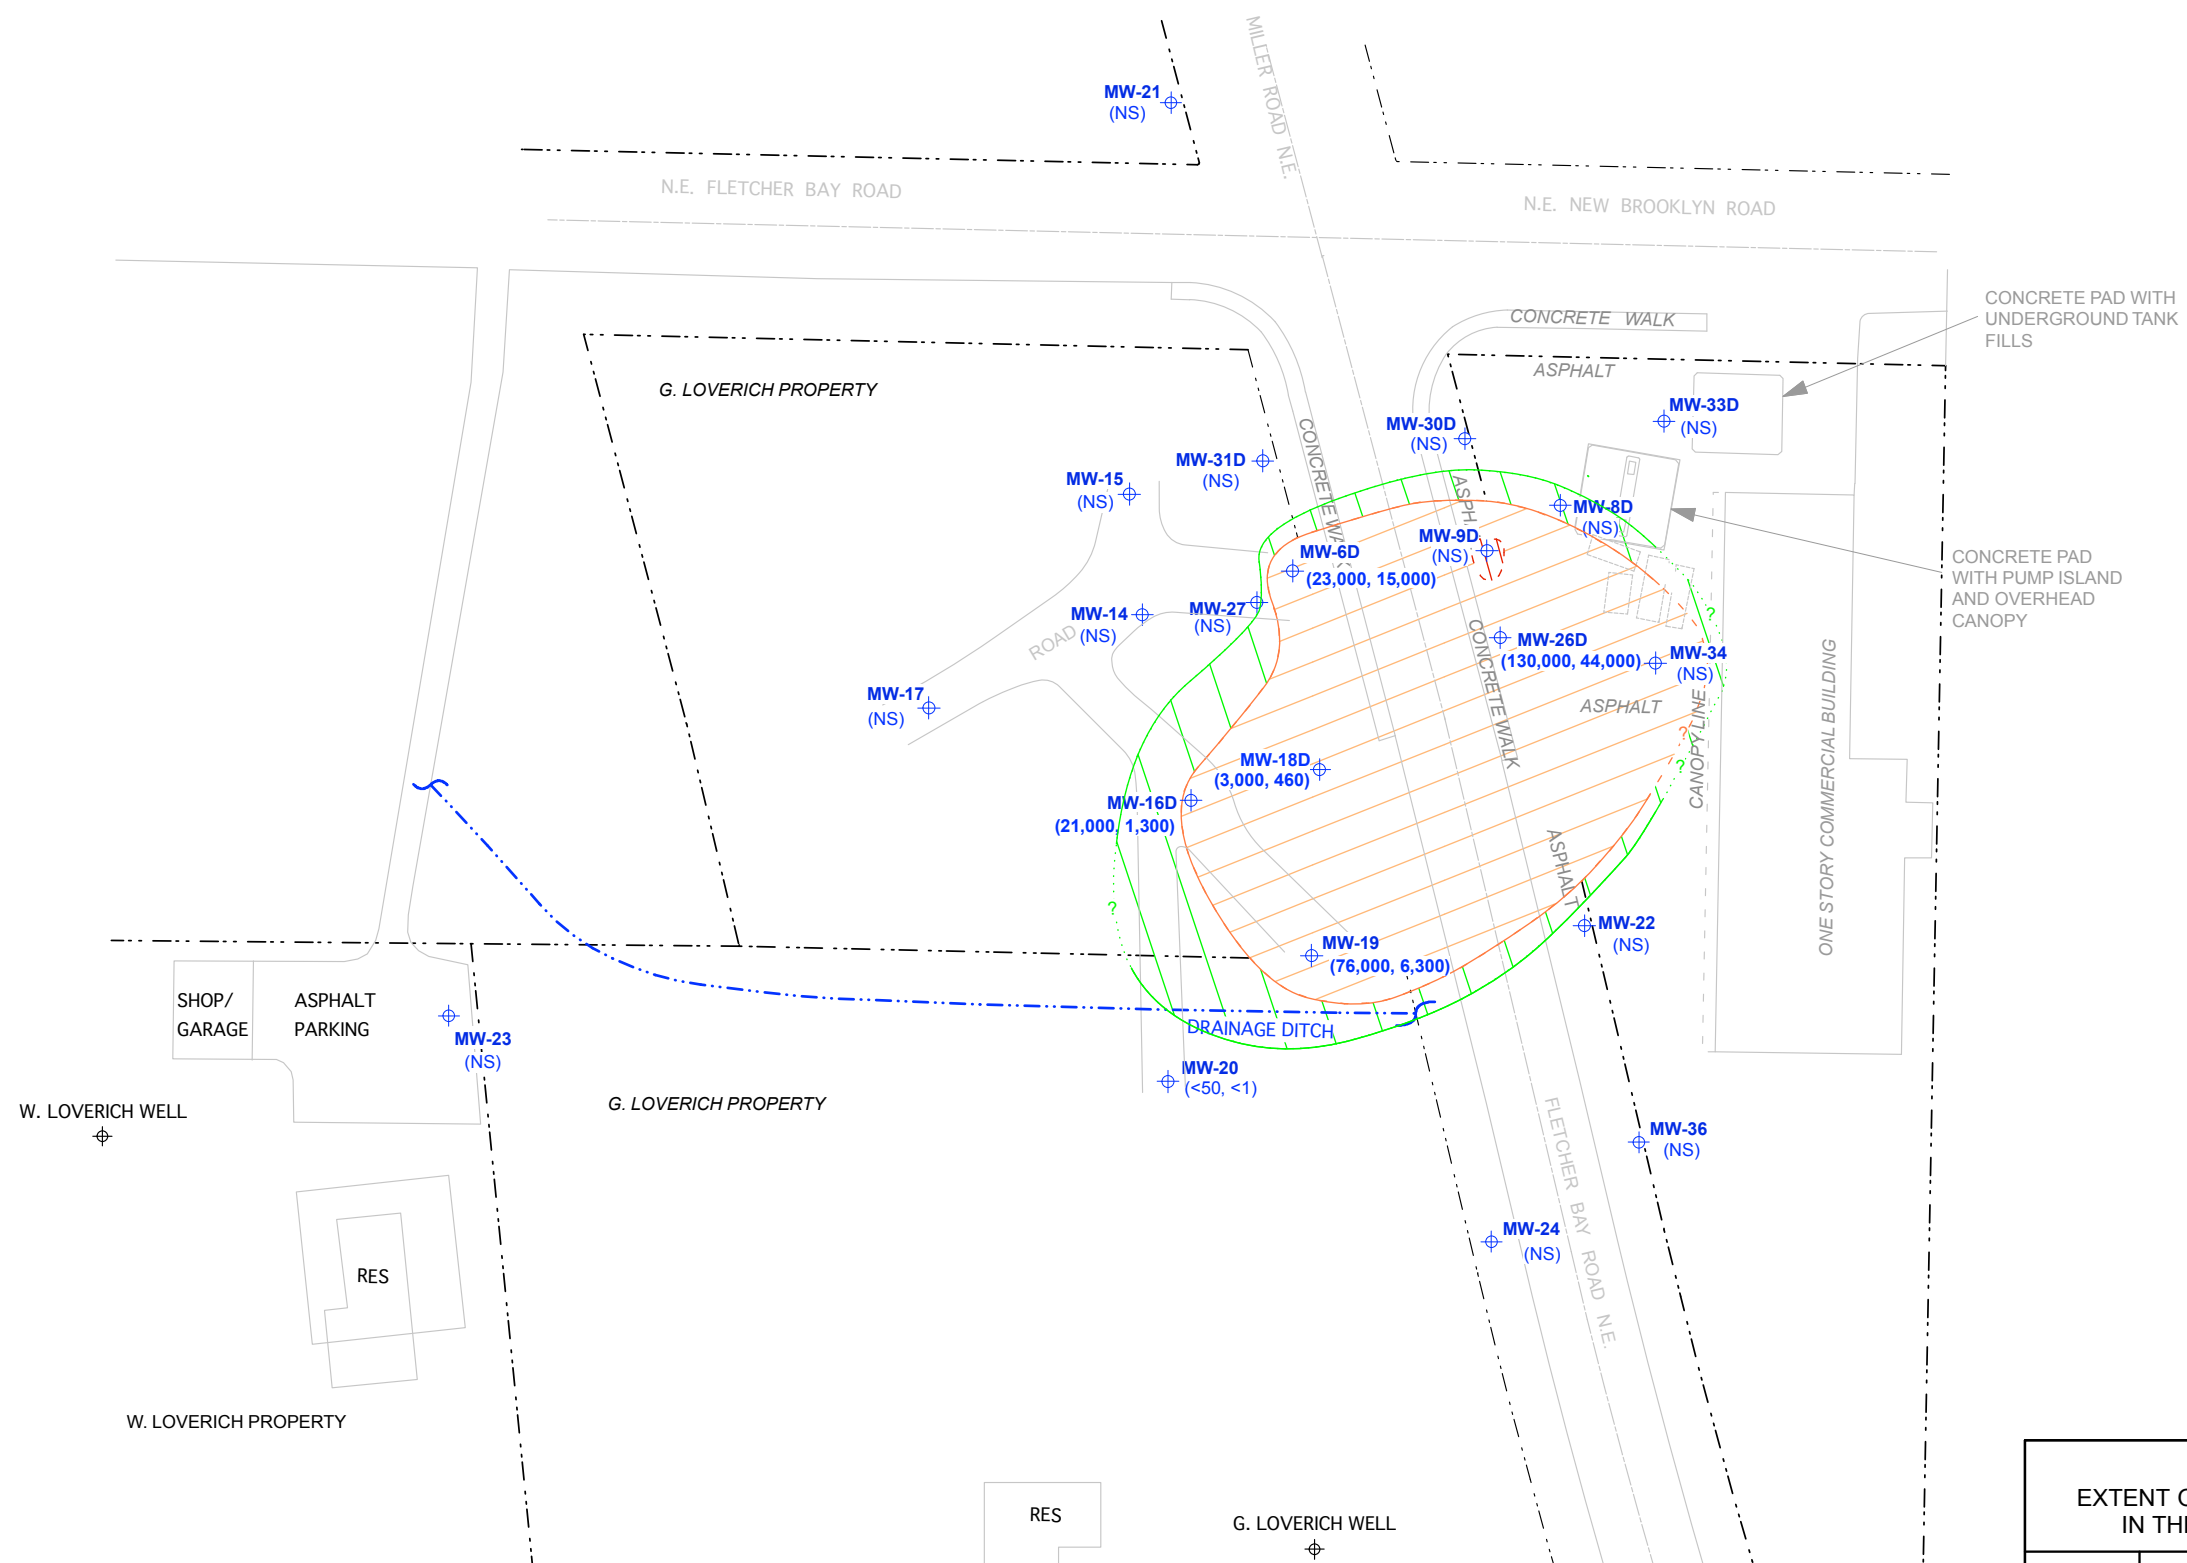 MILLER ROAD N.E.
MW-21
(NS)
N.E. FLETCHER BAY ROAD
N.E. NEW BROOKLYN ROAD
CONCRETE PAD WITH
UNDERGROUND TANK
FILLS
CONCRETE WALK
ASPHALT
G. LOVERICH PROPERTY
MW-33D
(NS)
MW-30D
(NS)
CONCRETE WALK
MW-31D
(NS)
MW-15
(NS)
ASPH
MW-8D
(NS)
MW-9D
(NS)
MW-6D
(23,000, 15,000)
CONCRETE PAD
WITH PUMP ISLAND
AND OVERHEAD
CANOPY
MW-27
(NS)
MW-14
(NS)
?
ROAD
CONCRETE WALK
MW-26D
(130,000, 44,000)
MW-34
(NS)
MW-17
(NS)
ASPHALT
CANOPY LINE
ONE STORY COMMERCIAL BUILDING
?
?
MW-18D
(3,000, 460)
MW-16D
(21,000, 1,300)
ASPHALT
?
MW-22
(NS)
MW-19
(76,000, 6,300)
SHOP/
GARAGE
ASPHALT
PARKING
DRAINAGE DITCH
MW-23
(NS)
MW-20
(<50, <1)
G. LOVERICH PROPERTY
W. LOVERICH WELL
FLETCHER BAY ROAD N.E.
MW-36
(NS)
MW-24
(NS)
RES
W. LOVERICH PROPERTY
RES
G. LOVERICH WELL
EXTENT
IN